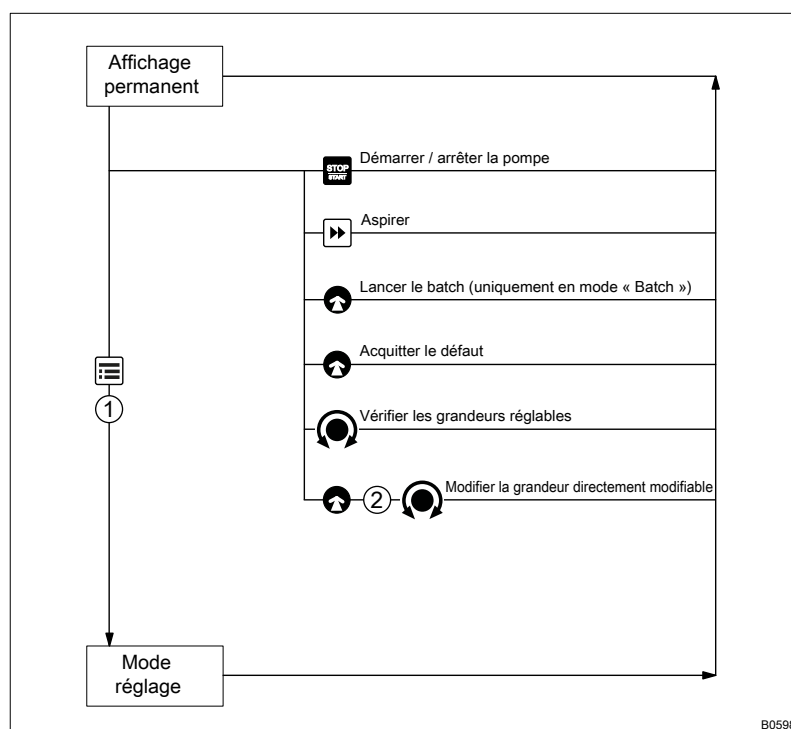 Affichage
permanent
STOP
START
Démarrer / arrêter la pompe
Aspirer
Lancer le batch (uniquement en mode « Batch »)
Acquitter le défaut
1
Vérifier les grandeurs réglables
2
Modifier la grandeur directement modifiable
Mode
réglage
B0598